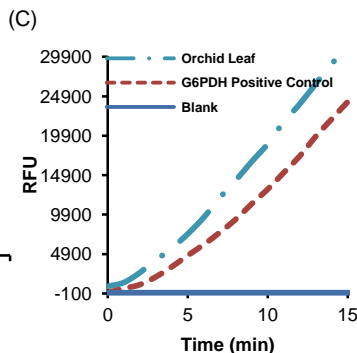 (C)
29900
24900
19900
14900
9900
4900
-100
RFU
Orchid Leaf
G6PDH Positive Control
Blank
0 5 10 15
Time (min)